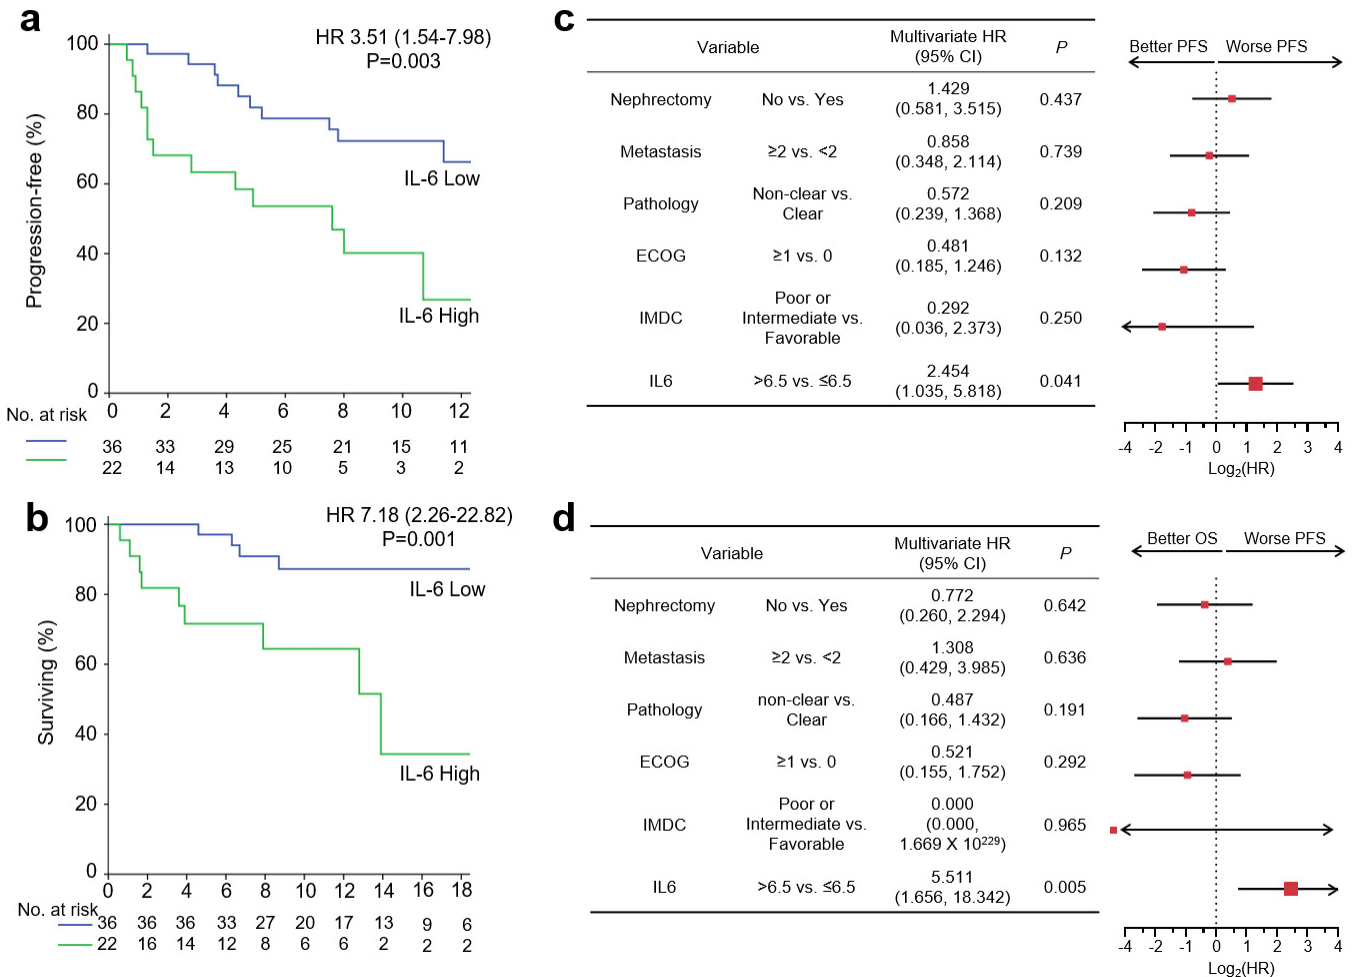 a
HR 3.51 (1.54-7.98)
P=0.003
100
80
60
40
20
0
Progression-free (%)
IL-6 Low
IL-6 High
0 2 4 6 8 10 12
No. at risk
36 33 29 25 21 15 11
22 14 13 10 5 3 2
b
HR 7.18 (2.26-22.82)
P=0.001
100
80
60
40
20
0
Surviving (%)
IL-6 Low
IL-6 High
0 2 4 6 8 10 12 14 16 18
No. at risk
36 36 36 33 27 20 17 13 9 6
22 16 14 12 8 6 6 2 2 2
c
Variable
Multivariate HR
(95% CI)
P
Better PFS Worse PFS
Nephrectomy
No vs. Yes
1.429
(0.581, 3.515)
0.437
Metastasis
≥2 vs. <2
0.858
(0.348, 2.114)
0.739
Pathology
Non-clear vs.
Clear
0.572
(0.239, 1.368)
0.209
ECOG
≥1 vs. 0
0.481
(0.185, 1.246)
0.132
IMDC
Poor or
Intermediate vs.
Favorable
0.292
(0.036, 2.373)
0.250
IL6
>6.5 vs. ≤6.5
2.454
(1.035, 5.818)
0.041
-4 -2 -1 0 1 2 3 4
Log₂(HR)
d
Variable
Multivariate HR
(95% CI)
P
Better OS Worse PFS
Nephrectomy
No vs. Yes
0.772
(0.260, 2.294)
0.642
Metastasis
≥2 vs. <2
1.308
(0.429, 3.985)
0.636
Pathology
non-clear vs.
Clear
0.487
(0.166, 1.432)
0.191
ECOG
≥1 vs. 0
0.521
(0.155, 1.752)
0.292
IMDC
Poor or
Intermediate vs.
Favorable
0.000
(0.000,
1.669 X 10²²⁹)
0.965
IL6
>6.5 vs. ≤6.5
5.511
(1.656, 18.342)
0.005
-4 -2 -1 0 1 2 3 4
Log₂(HR)